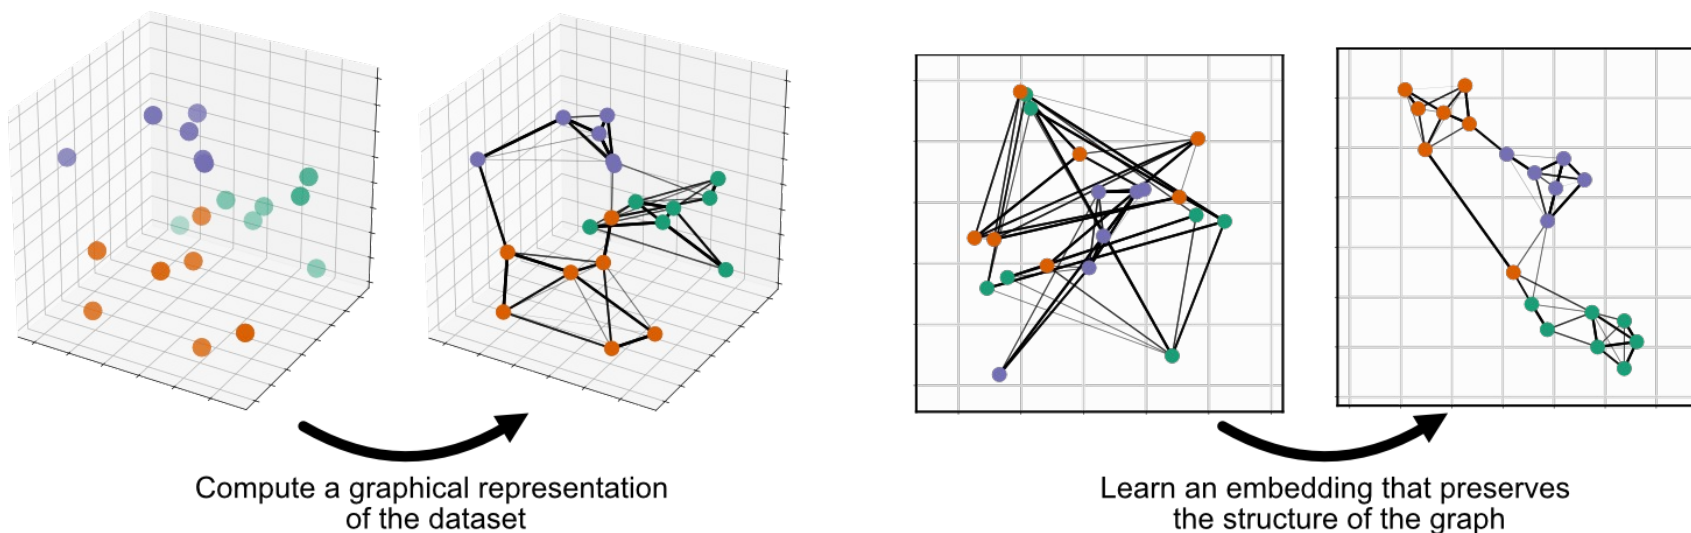 Compute a graphical representation
of the dataset
Learn an embedding that preserves
the structure of the graph